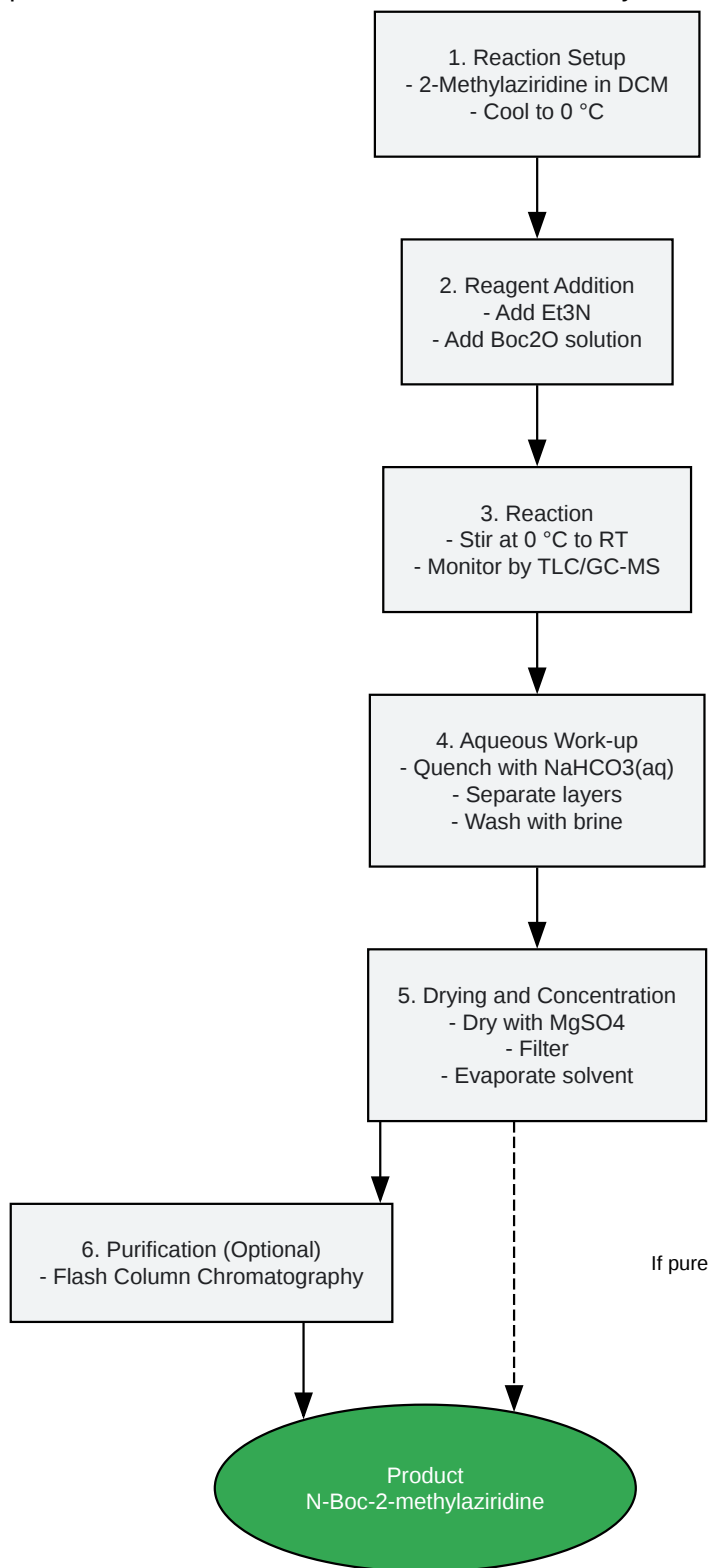 1. Reaction Setup
- 2-Methylaziridine in DCM
- Cool to 0 °C
2. Reagent Addition
- Add Et3N
- Add Boc2O solution
3. Reaction
- Stir at 0 °C to RT
- Monitor by TLC/GC-MS
4. Aqueous Work-up
- Quench with NaHCO3(aq)
- Separate layers
- Wash with brine
5. Drying and Concentration
- Dry with MgSO4
- Filter
- Evaporate solvent
6. Purification (Optional)
- Flash Column Chromatography
If pure
Product
N-Boc-2-methylaziridine